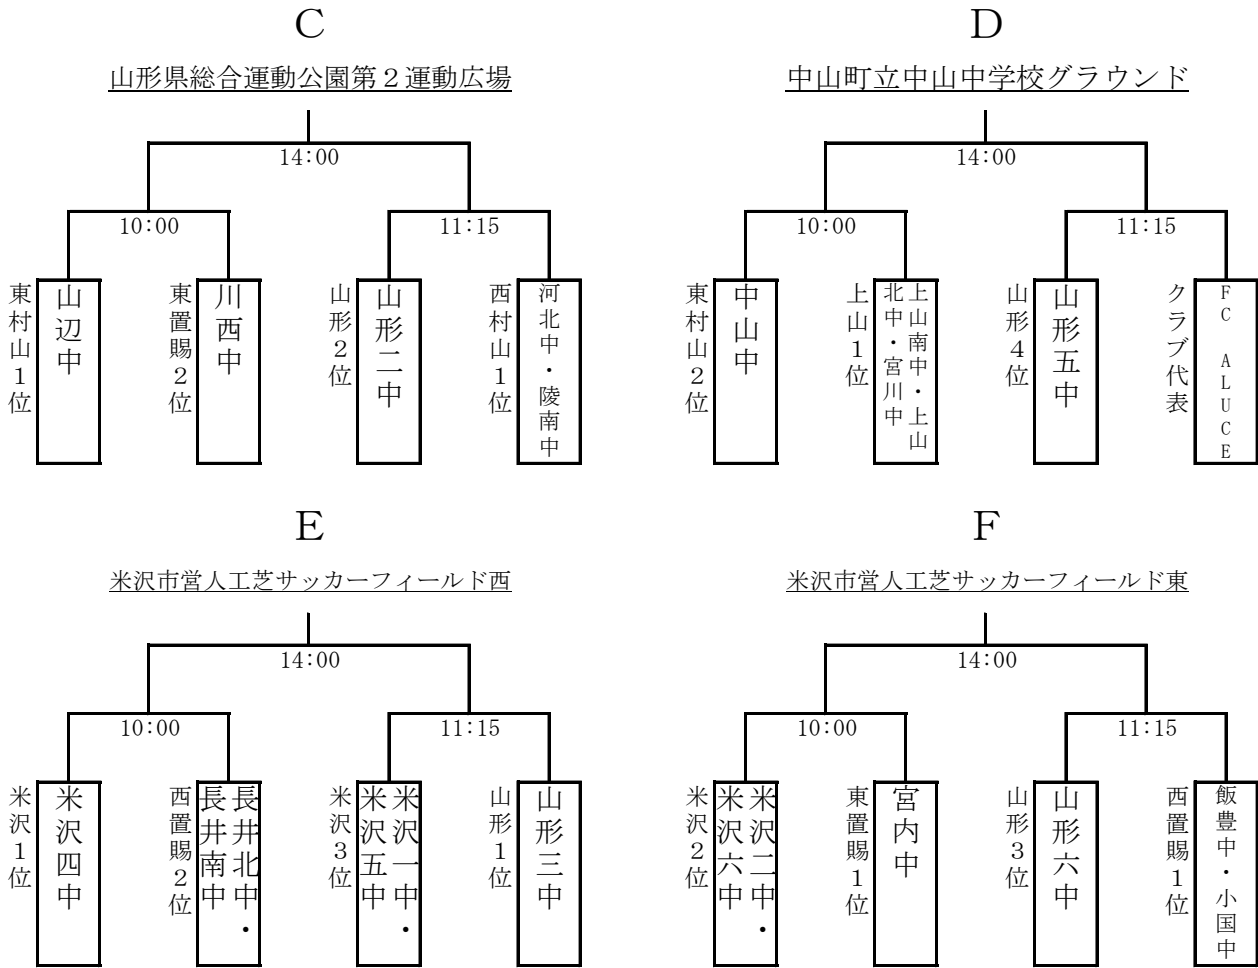 C
山形県総合運動公園第２運動広場
14:00
10:00
11:15
東村山１位
山辺中
東置賜２位
川西中
山形２位
山形二中
西村山１位
河北中・陵南中
D
中山町立中山中学校グラウンド
14:00
10:00
11:15
東村山２位
中山中
上山１位
上山南中・上山
北中・宮川中
山形４位
山形五中
クラブ代表
FC ALUCE
E
米沢市営人工芝サッカーフィールド西
14:00
10:00
11:15
米沢１位
米沢四中
西置賜２位
長井北中・
長井南中
米沢３位
米沢一中・
米沢五中
山形１位
山形三中
F
米沢市営人工芝サッカーフィールド東
14:00
10:00
11:15
米沢２位
米沢二中・
米沢六中
東置賜１位
宮内中
山形３位
山形六中
西置賜１位
飯豊中・小国中